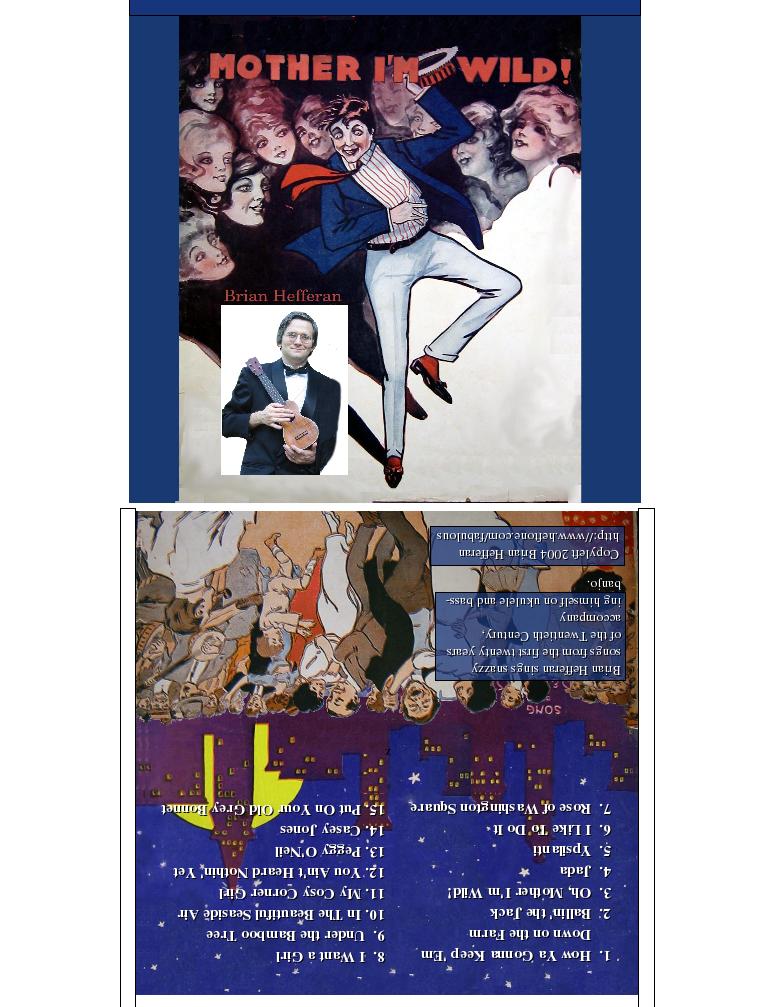 MOTHER I'M WILD!
Brian Hefferan
1. How Ya Gonna Keep 'Em
Down on the Farm
2. Ballin' the Jack
3. Oh, Mother I'm Wild!
4. Jada
5. Ypsilanti
6. I Like To Do It
7. Rose of Washington Square
8. I Want a Girl
9. Under the Bamboo Tree
10. In The Beautiful Seaside Air
11. My Cosy Corner Girl
12. You Ain't Heard Nothin' Yet
13. Peggy O'Neil
14. Casey Jones
15. Put On Your Old Grey Bonnet
SONG
Brian Hefferan sings snazzy
songs from the first twenty years
of the Twentieth Century,
accompany
ing himself on ukulele and bass-
banjo.
Copyleft 2004 Brian Hefferan
http://www.heftone.com/fabulous